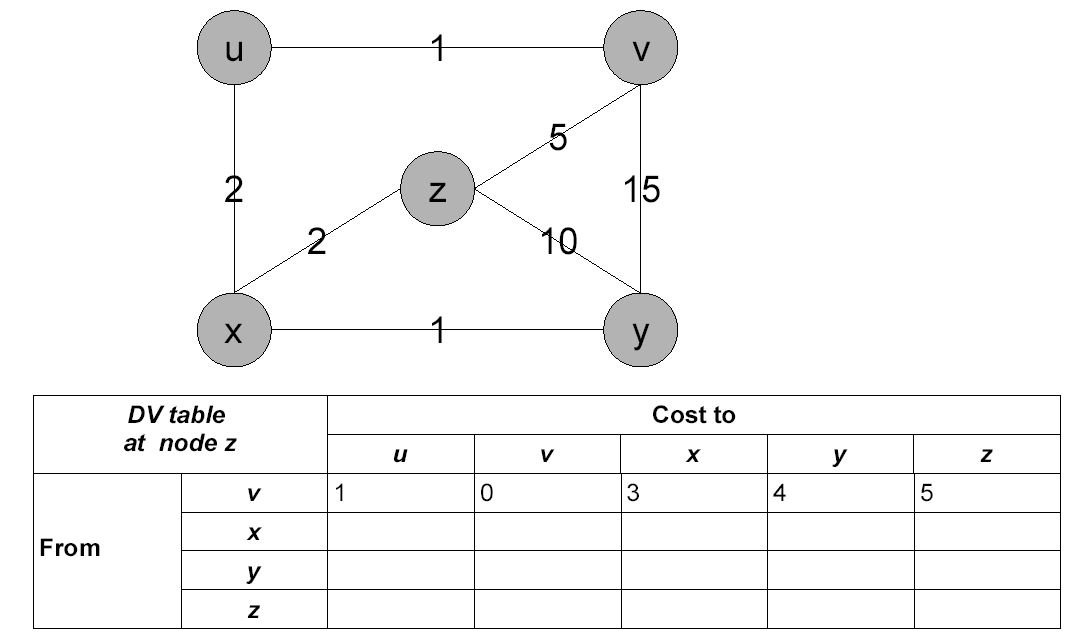 u 1 v
5
2 z 15
2 10
x 1 y
DV table
at node z
Cost to
u v x y z
From
v 1 0 3 4 5
x
y
z